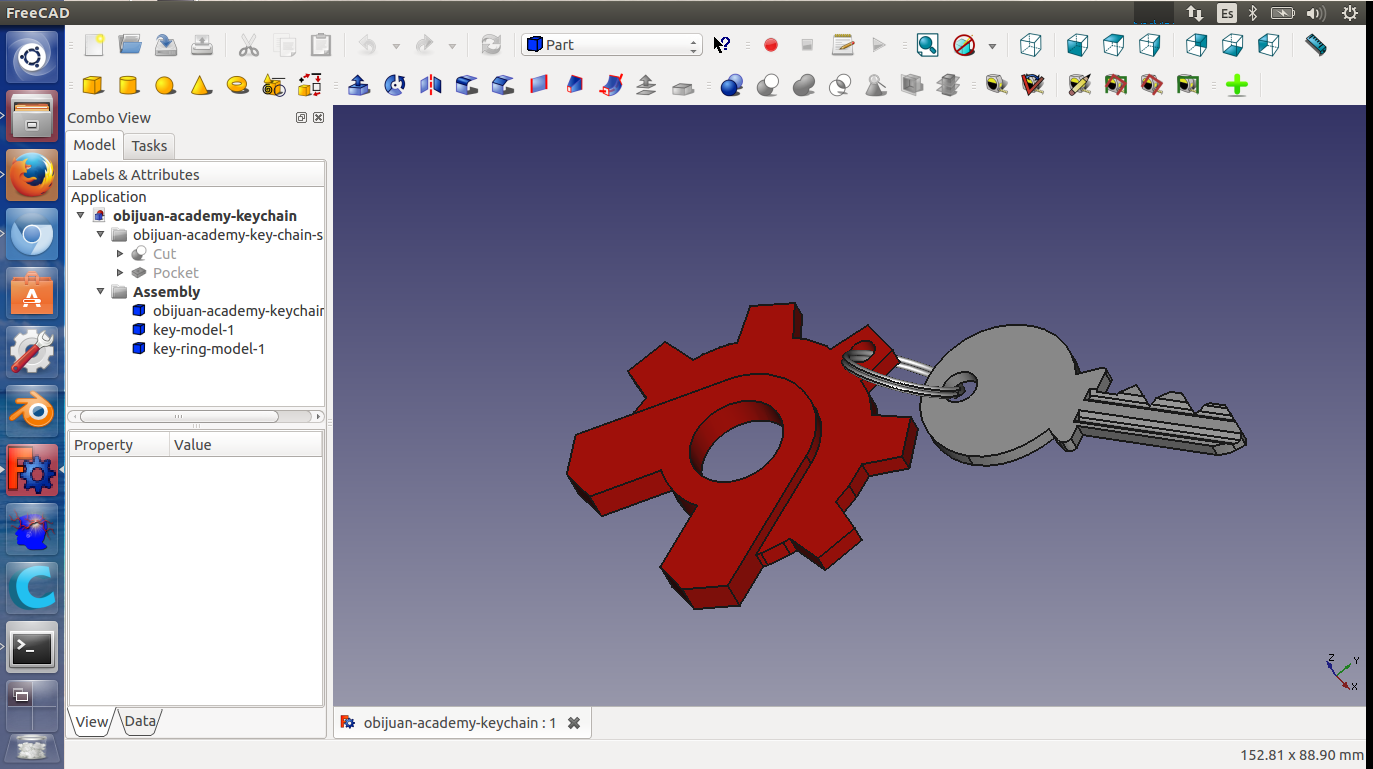 FreeCAD
Es
Part
Combo View
Model
Tasks
Labels & Attributes
Application
obijuan-academy-keychain
obijuan-academy-key-chain-s
Cut
Pocket
Assembly
obijuan-academy-keychain
key-model-1
key-ring-model-1
Property
Value
View
Data
obijuan-academy-keychain : 1
Z
Y
X
152.81 x 88.90 mm